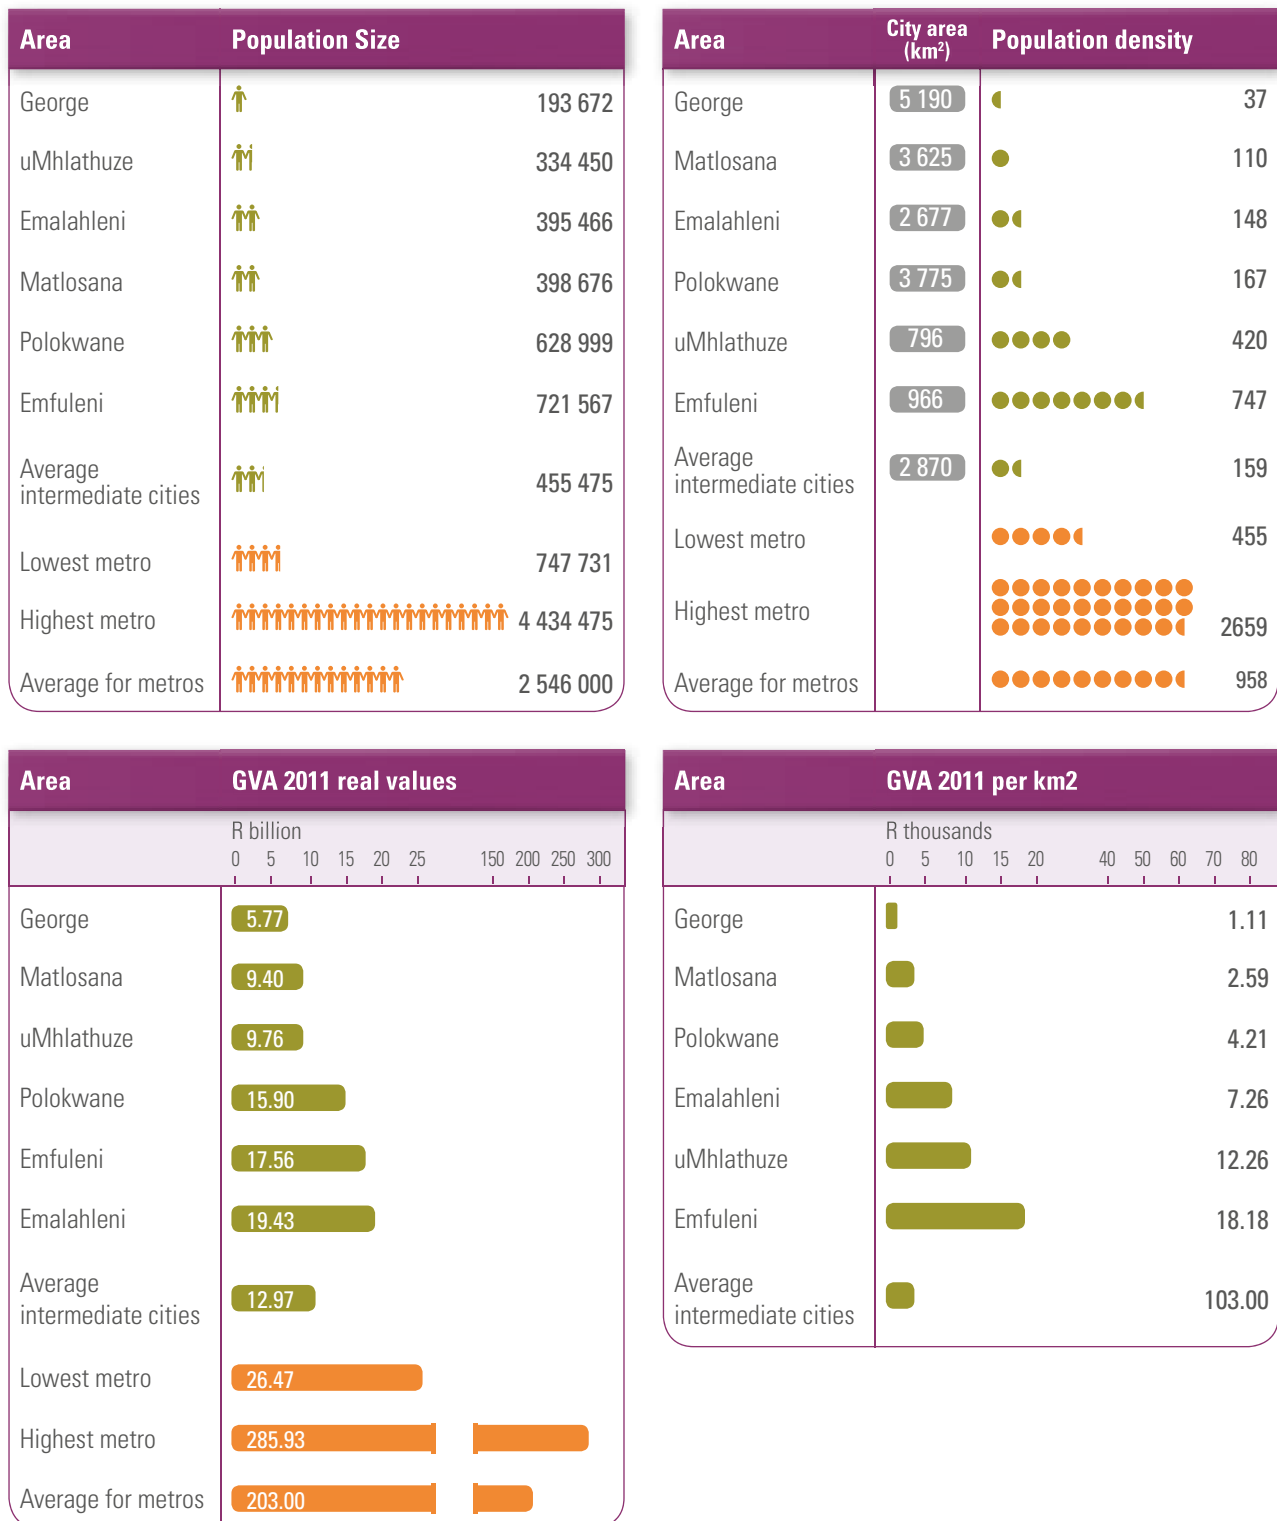 Area Population Size
George 193 672
uMhlathuze 334 450
Emalahleni 395 466
Matlosana 398 676
Polokwane 628 999
Emfuleni 721 567
Average
intermediate cities 455 475
Lowest metro 747 731
Highest metro 4 434 475
Average for metros 2 546 000
Area City area (km²) Population density
George 5 190 37
Matlosana 3 625 110
Emalahleni 2 677 148
Polokwane 3 775 167
uMhlathuze 796 420
Emfuleni 966 747
Average
intermediate cities 2 870 159
Lowest metro 455
Highest metro 2659
Average for metros 958
Area GVA 2011 real values
R billion
0 5 10 15 20 25 150 200 250 300
George 5.77
Matlosana 9.40
uMhlathuze 9.76
Polokwane 15.90
Emfuleni 17.56
Emalahleni 19.43
Average
intermediate cities 12.97
Lowest metro 26.47
Highest metro 285.93
Average for metros 203.00
Area GVA 2011 per km2
R thousands
0 5 10 15 20 40 50 60 70 80
George 1.11
Matlosana 2.59
Polokwane 4.21
Emalahleni 7.26
uMhlathuze 12.26
Emfuleni 18.18
Average
intermediate cities 103.00